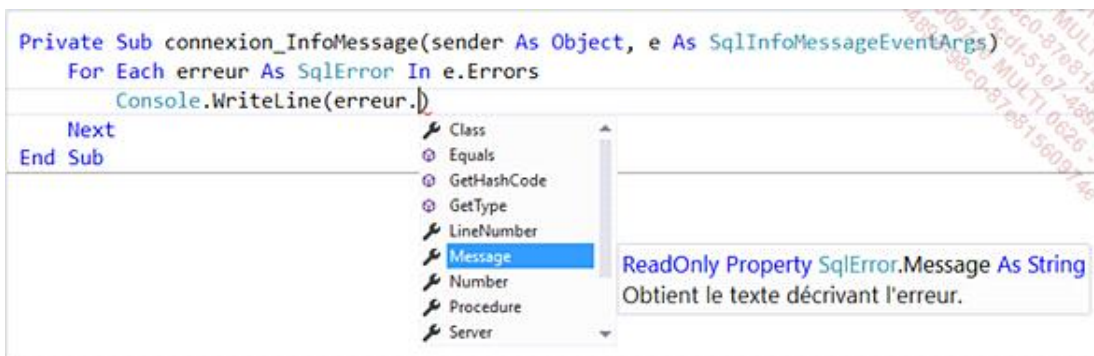 Private Sub connexion_InfoMessage(sender As Object, e As SqlInfoMessageEventArgs)
For Each erreur As SqlError In e.Errors
Console.WriteLine(erreur.)
Next
End Sub
Class
Equals
GetHashCode
GetType
LineNumber
Message
Number
Procedure
Server
ReadOnly Property SqlError.Message As String
Obtient le texte décrivant l'erreur.